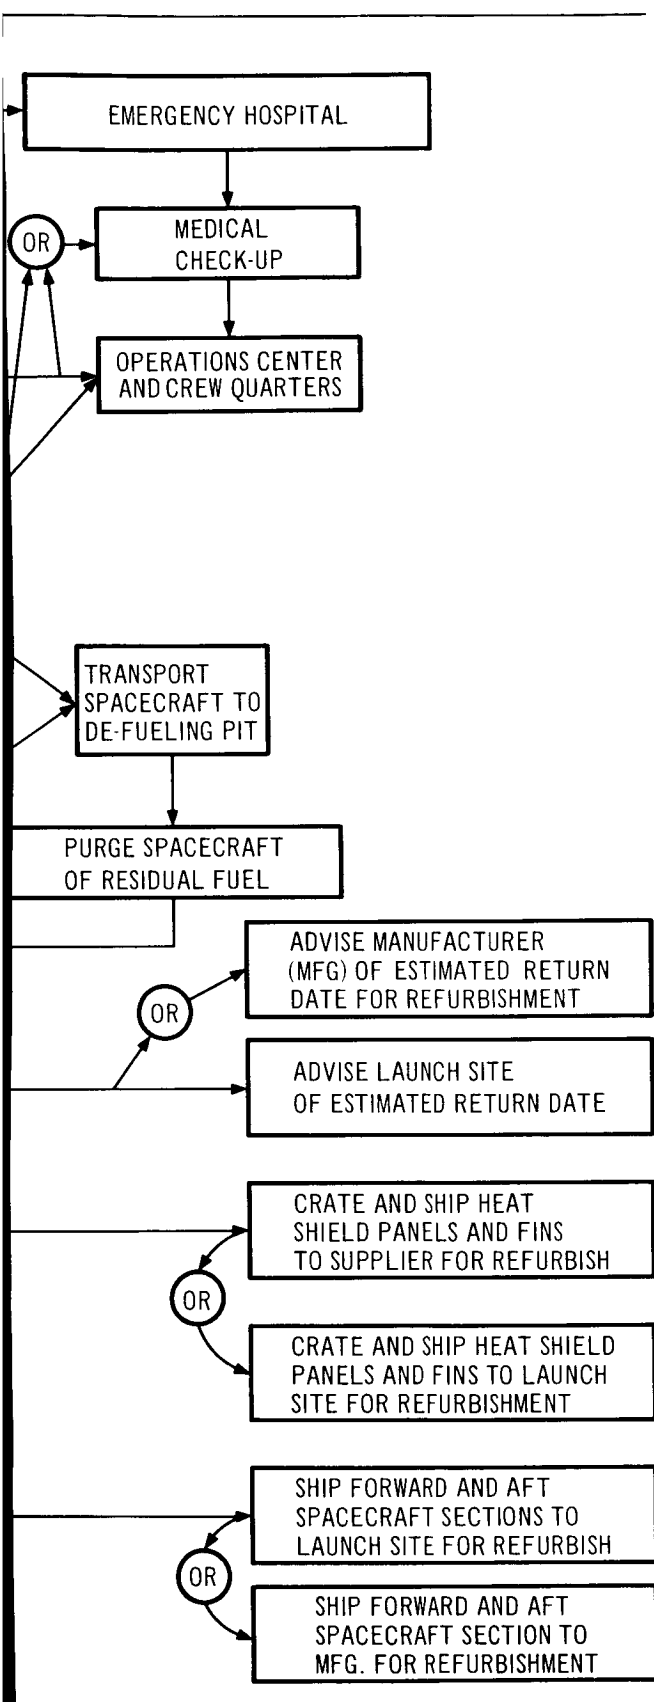 EMERGENCY HOSPITAL
OR
MEDICAL
CHECK-UP
OPERATIONS CENTER
AND CREW QUARTERS
TRANSPORT
SPACECRAFT TO
DE-FUELING PIT
PURGE SPACECRAFT
OF RESIDUAL FUEL
ADVISE MANUFACTURER
(MFG) OF ESTIMATED RETURN
DATE FOR REFURBISHMENT
OR
ADVISE LAUNCH SITE
OF ESTIMATED RETURN DATE
CRATE AND SHIP HEAT
SHIELD PANELS AND FINS
TO SUPPLIER FOR REFURBISH
OR
CRATE AND SHIP HEAT SHIELD
PANELS AND FINS TO LAUNCH
SITE FOR REFURBISHMENT
SHIP FORWARD AND AFT
SPACECRAFT SECTIONS TO
LAUNCH SITE FOR REFURBISH
OR
SHIP FORWARD AND AFT
SPACECRAFT SECTION TO
MFG. FOR REFURBISHMENT